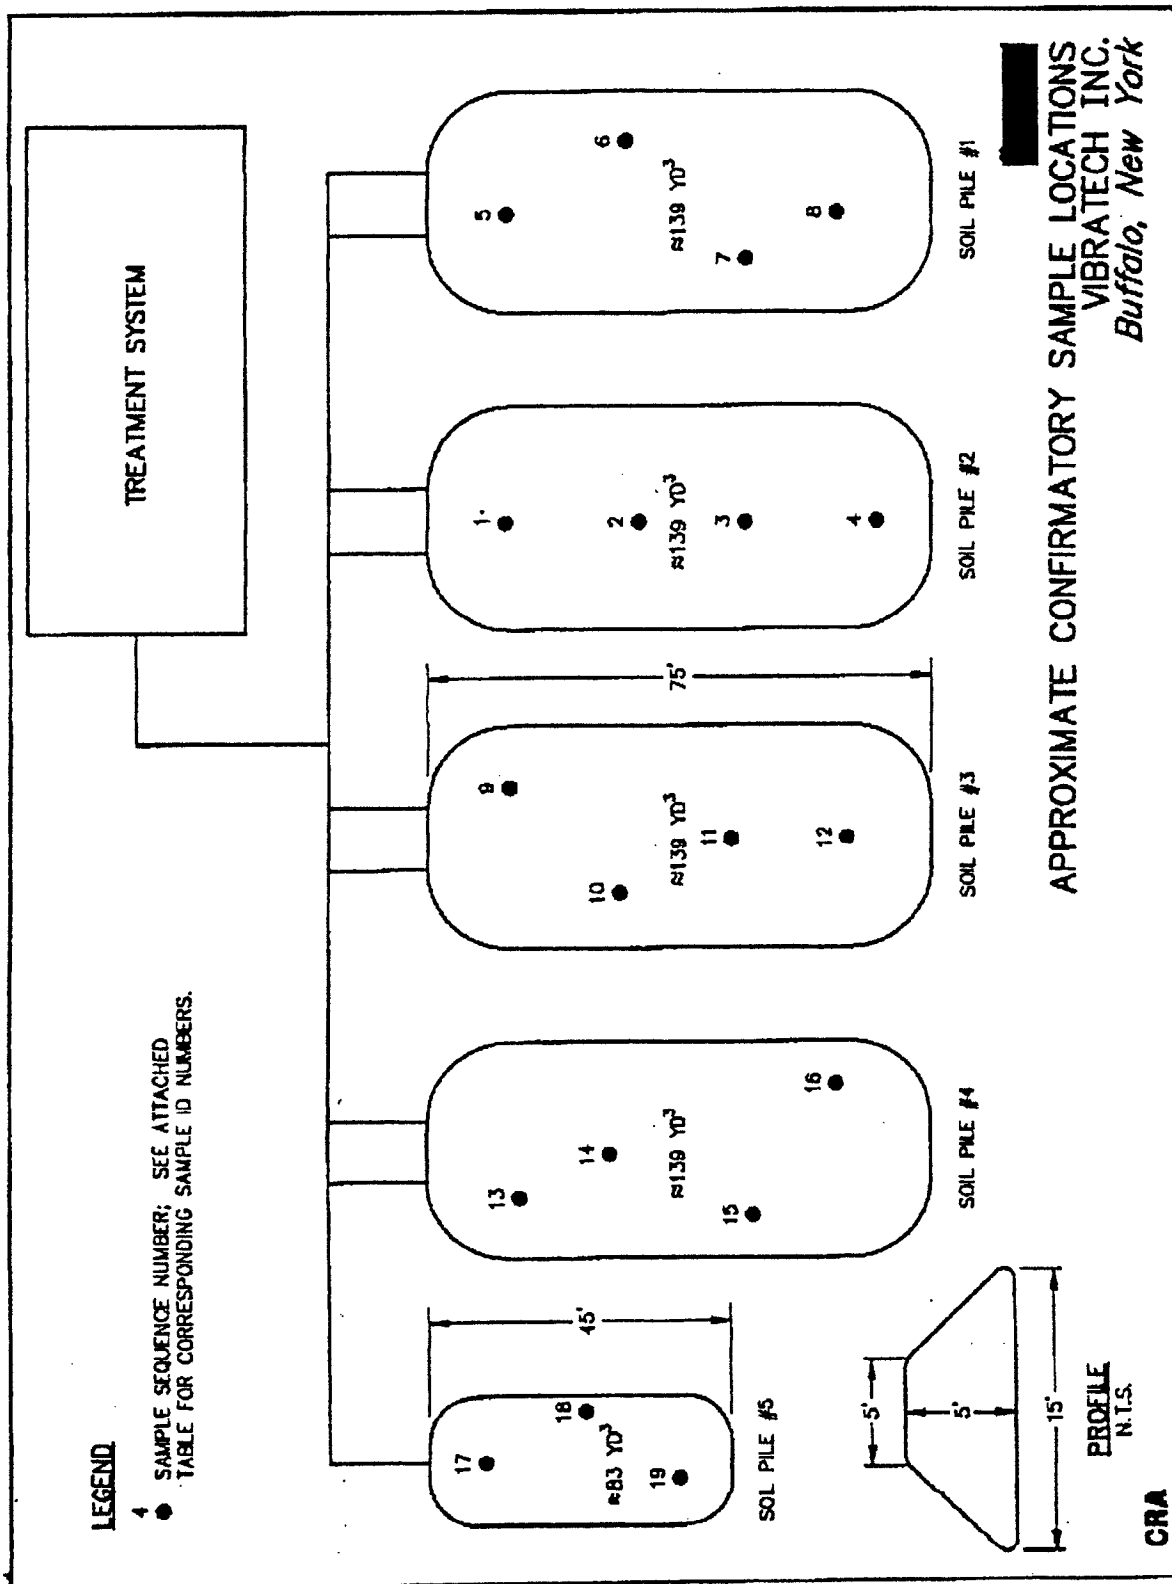 LEGEND
4
SAMPLE SEQUENCE NUMBER; SEE ATTACHED
TABLE FOR CORRESPONDING SAMPLE ID NUMBERS.
TREATMENT SYSTEM
17
18
≈83 YD³
19
45'
SOIL PILE #5
13
14
≈139 YD³
15
16
SOIL PILE #4
9
10
≈139 YD³
11
12
SOIL PILE #3
75'
1.
2
≈139 YD³
3
4
SOIL PILE #2
5
6
≈139 YD³
7
8
SOIL PILE #1
5'
5'
15'
PROFILE
N.T.S.
APPROXIMATE CONFIRMATORY SAMPLE LOCATIONS
VIBRATECH INC.
Buffalo, New York
CRA